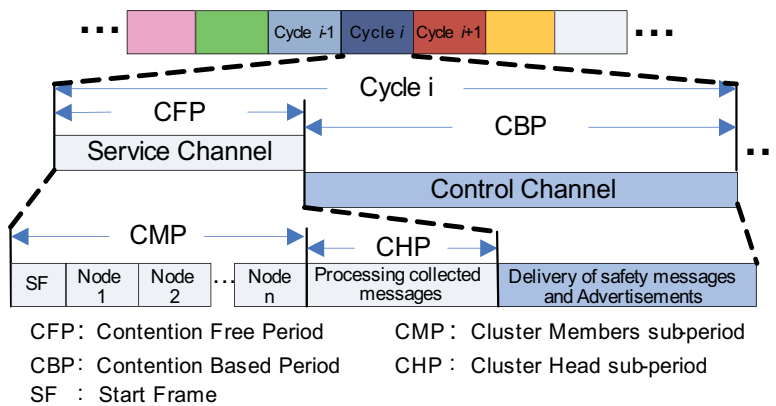 ... Cycle i-1 Cycle i Cycle i+1 ...
Cycle i
CFP
CBP
Service Channel
...
Control Channel
CMP
CHP
SF Node 1 Node 2 ... Node n
Processing collected messages
Delivery of safety messages and Advertisements
CFP: Contention Free Period
CMP: Cluster Members sub-period
CBP: Contention Based Period
CHP: Cluster Head sub-period
SF : Start Frame